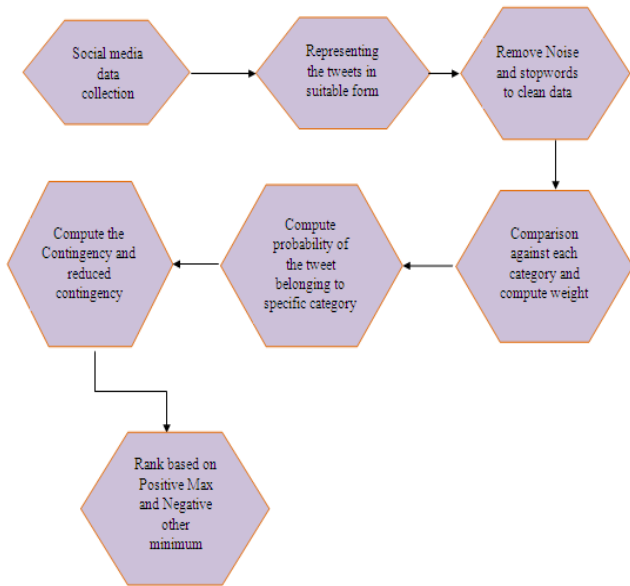 Social media
data
collection
Representing
the tweets in
suitable form
Remove Noise
and stopwords
to clean data
Comparison
against each
category and
compute weight
Compute
probability of
the tweet
belonging to
specific category
Compute the
Contingency and
reduced
contingency
Rank based on
Positive Max
and Negative
other
minimum